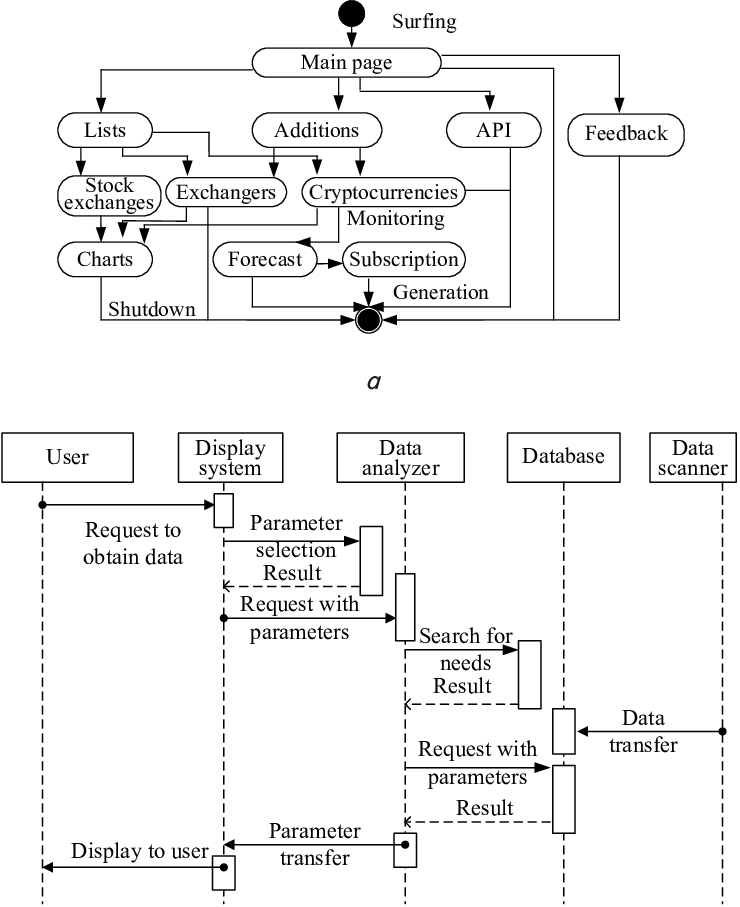 Surfing
Main page
Lists
Additions
API
Feedback
Stock
exchanges
Exchangers
Cryptocurrencies
Monitoring
Charts
Forecast
Subscription
Generation
Shutdown
a
User
Display
system
Data
analyzer
Database
Data
scanner
Request to
obtain data
Parameter
selection
Result
Request with
parameters
Search for
needs
Result
Data
transfer
Request with
parameters
Result
Parameter
transfer
Display to user